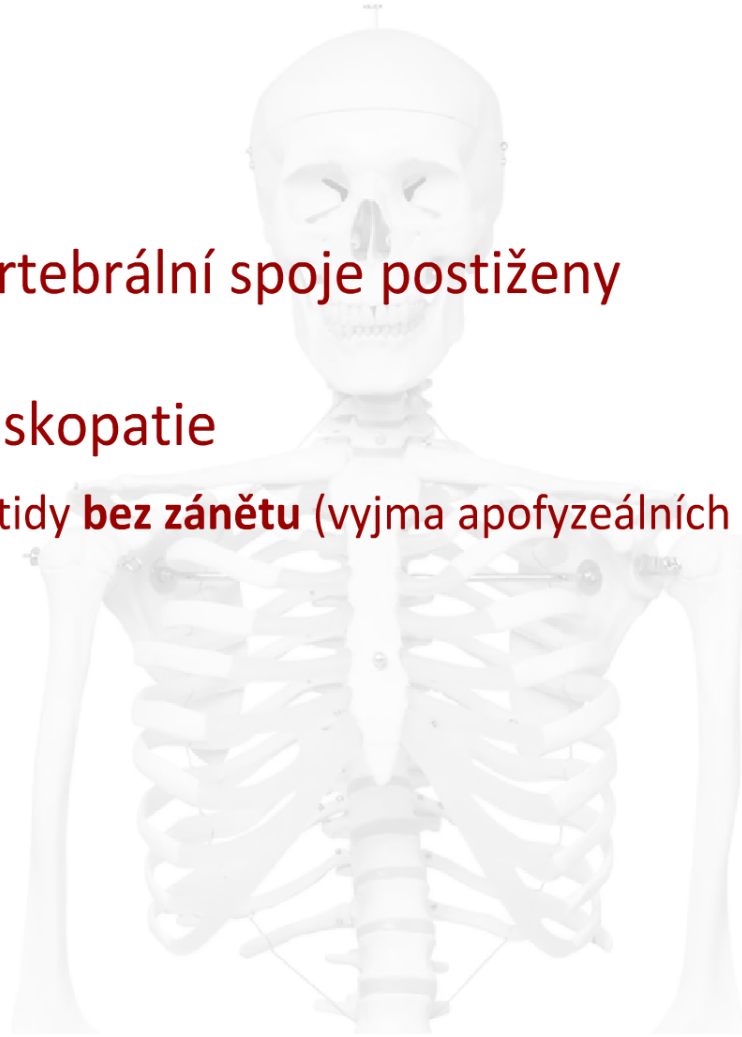 rtebrální spoje postiženy
skopatie
tidy bez zánětu (vyjma apofyzeálních